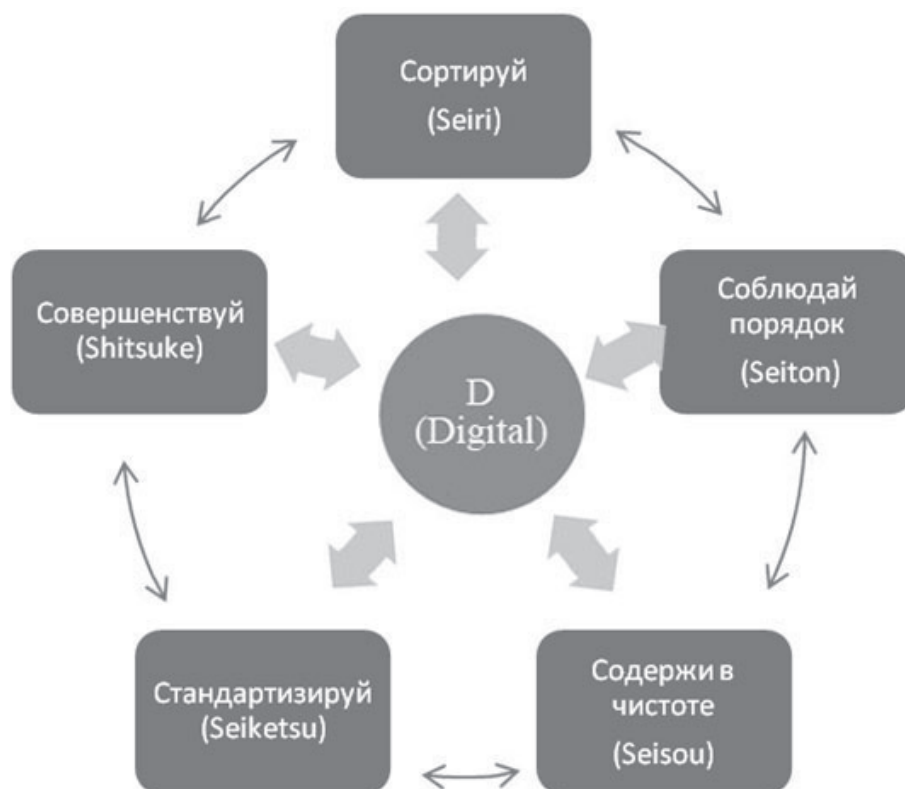 Сортируй
(Seiri)
Совершенствуй
(Shitsuke)
Соблюдай
порядок
(Seiton)
D
(Digital)
Стандартизируй
(Seiketsu)
Содержи в
чистоте
(Seisou)